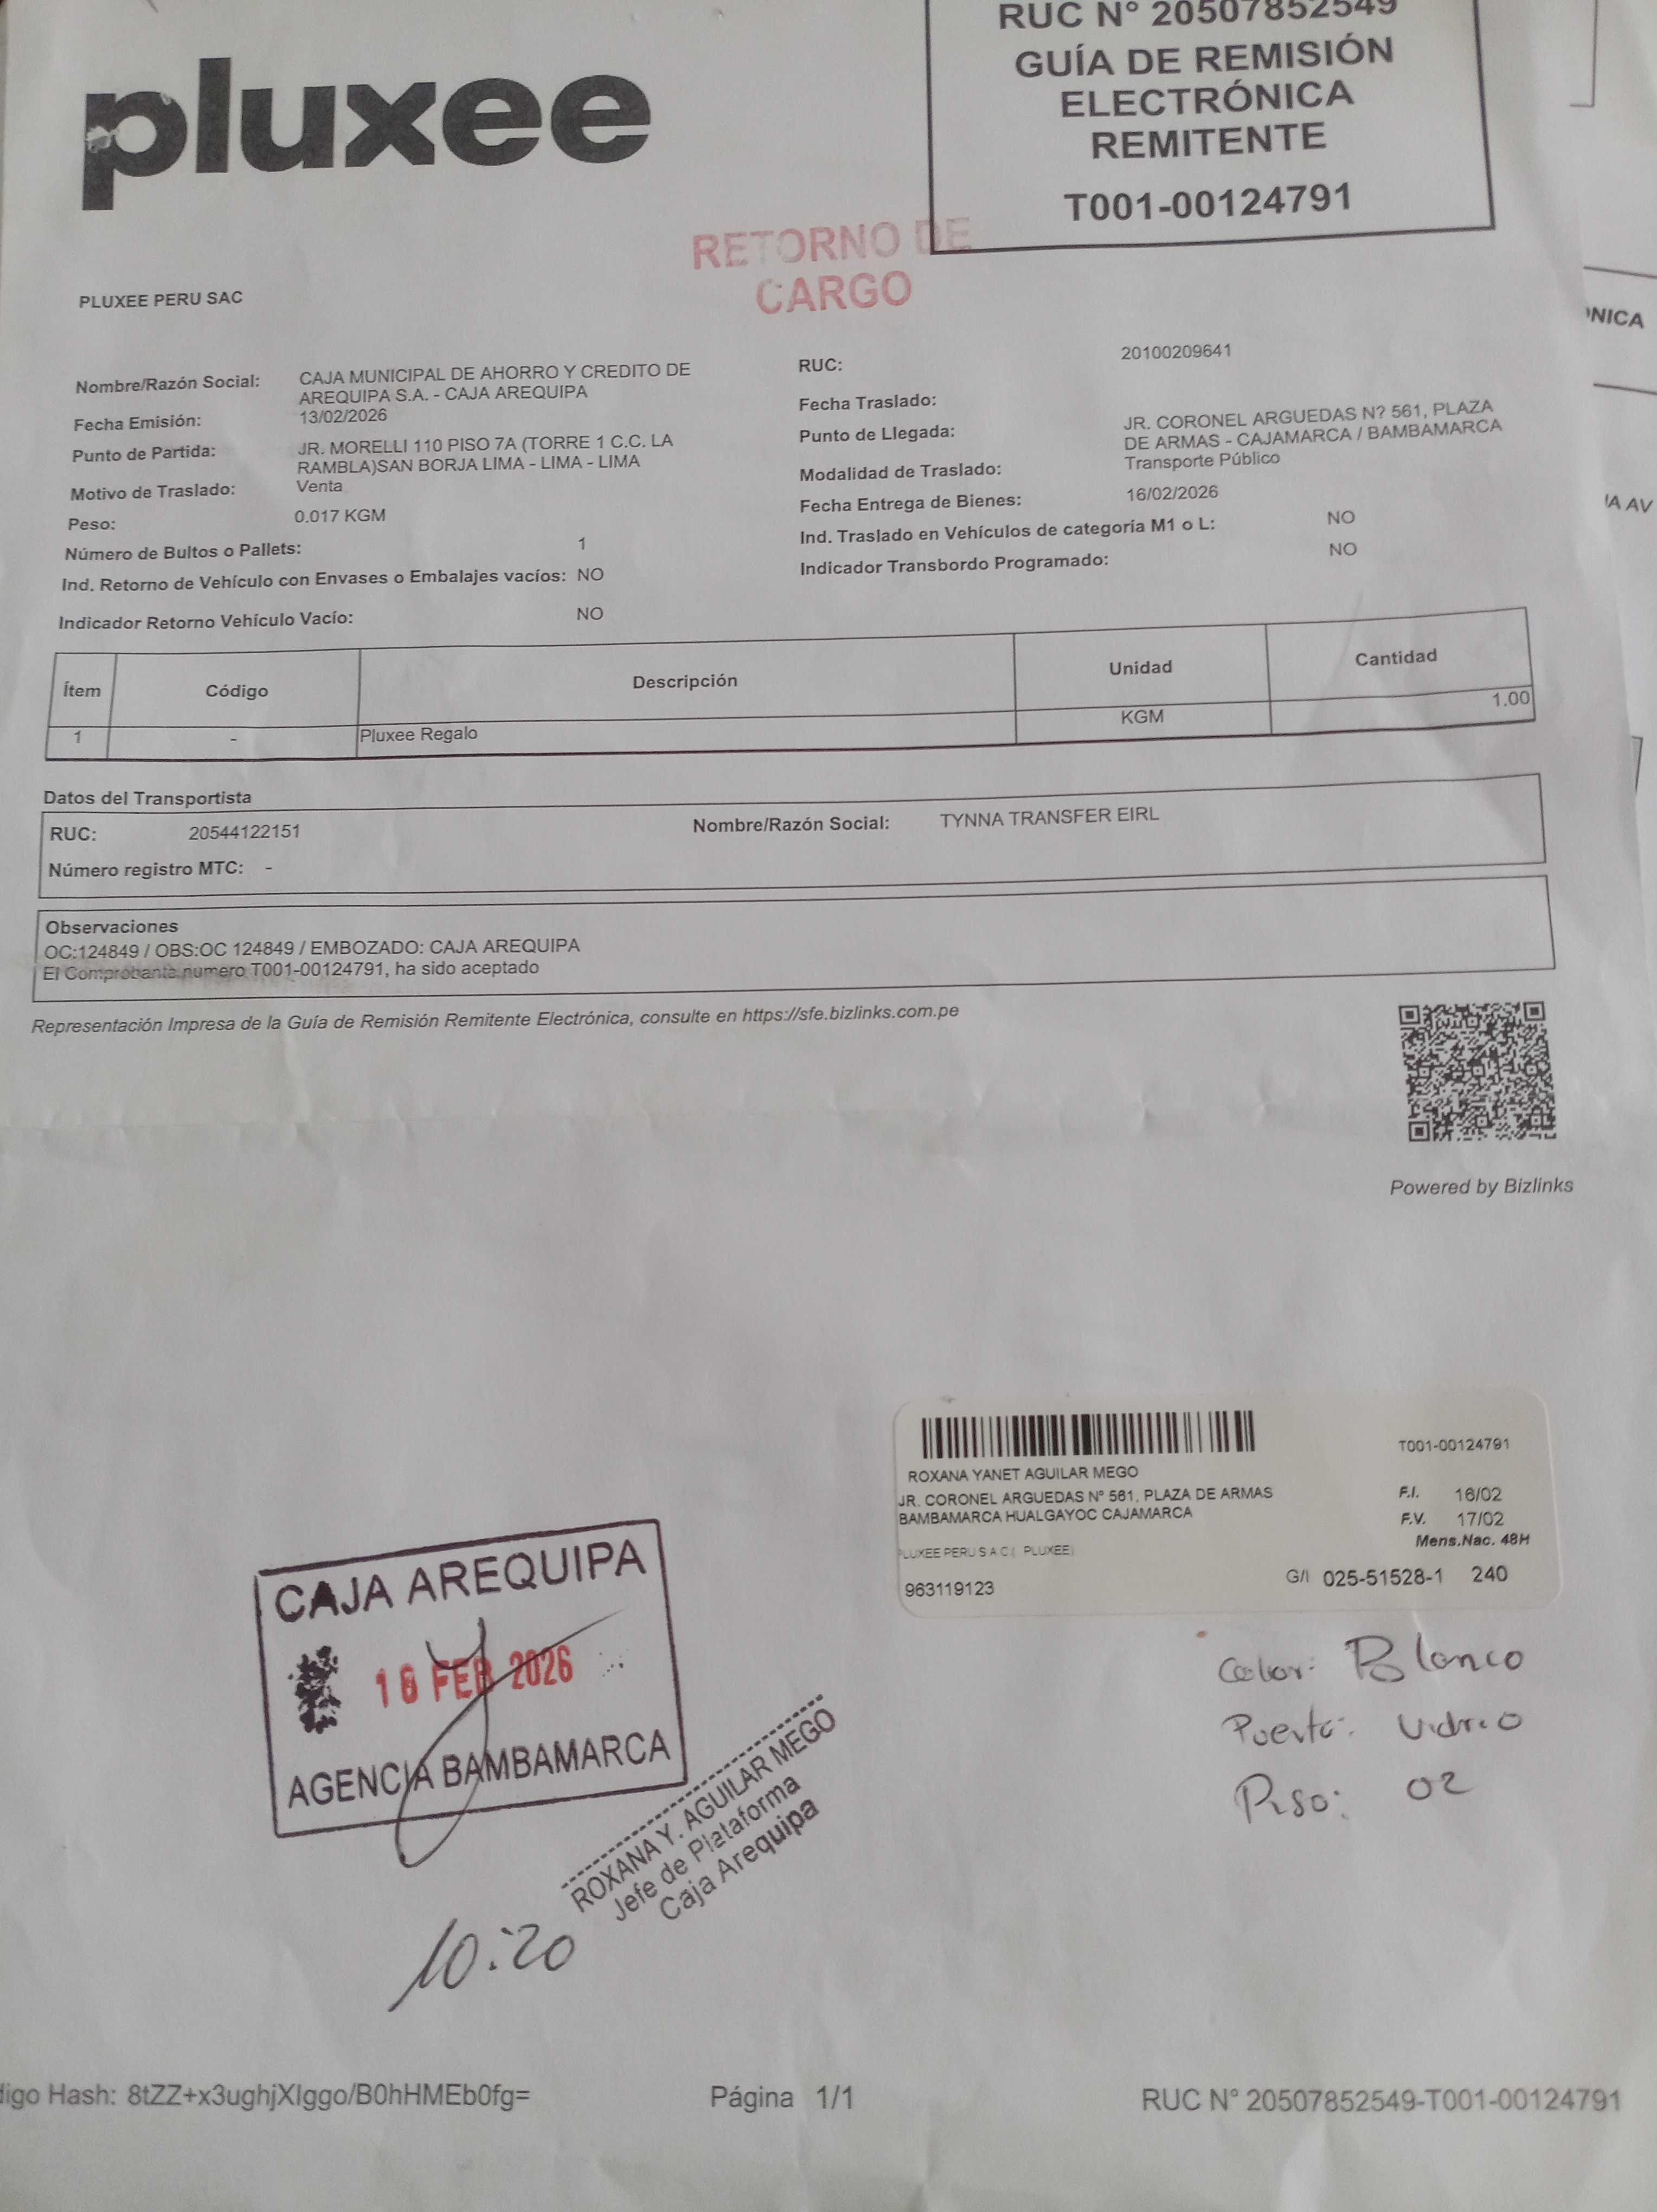 pluxee
RUC N° 20507852549
GUÍA DE REMISIÓN
ELECTRÓNICA
REMITENTE
T001-00124791
RETORNO DE
CARGO
PLUXEE PERU SAC
Nombre/Razón Social: CAJA MUNICIPAL DE AHORRO Y CREDITO DE
AREQUIPA S.A. - CAJA AREQUIPA
Fecha Emisión: 13/02/2026
Punto de Partida: JR. MORELLI 110 PISO 7A (TORRE 1 C.C. LA
RAMBLA)SAN BORJA LIMA - LIMA - LIMA
Motivo de Traslado: Venta
Peso: 0.017 KGM
Número de Bultos o Pallets: 1
Ind. Retorno de Vehículo con Envases o Embalajes vacíos: NO
Indicador Retorno Vehículo Vacío: NO
RUC: 20100209641
Fecha Traslado:
Punto de Llegada: JR. CORONEL ARGUEDAS N? 561, PLAZA
DE ARMAS - CAJAMARCA / BAMBAMARCA
Modalidad de Traslado: Transporte Público
Fecha Entrega de Bienes: 16/02/2026
Ind. Traslado en Vehículos de categoría M1 o L: NO
Indicador Transbordo Programado: NO
Ítem Código Descripción Unidad Cantidad
1 - Pluxee Regalo KGM 1.00
Datos del Transportista
RUC: 20544122151 Nombre/Razón Social: TYNNA TRANSFER EIRL
Número registro MTC: -
Observaciones
OC:124849 / OBS:OC 124849 / EMBOZADO: CAJA AREQUIPA
El Comprobante numero T001-00124791, ha sido aceptado
Representación Impresa de la Guía de Remisión Remitente Electrónica, consulte en https://sfe.bizlinks.com.pe
Powered by Bizlinks
T001-00124791
ROXANA YANET AGUILAR MEGO
JR. CORONEL ARGUEDAS N° 561, PLAZA DE ARMAS F.I. 16/02
BAMBAMARCA HUALGAYOC CAJAMARCA F.V. 17/02
Mens.Nac. 48H
PLUXEE PERU S A C ( PLUXEE)
963119123 G/I 025-51528-1 240
Color: Blanco
Puerta: Vidrio
Piso: 02
CAJA AREQUIPA
FEB 2026
AGENCIA BAMBAMARCA
ROXANA Y. AGUILAR MEGO
Jefe de Plataforma
Caja Arequipa
10:20
digo Hash: 8tZZ+x3ughjXIggo/B0hHMEb0fg= Página 1/1 RUC N° 20507852549-T001-00124791
ÓNICA
IA AV